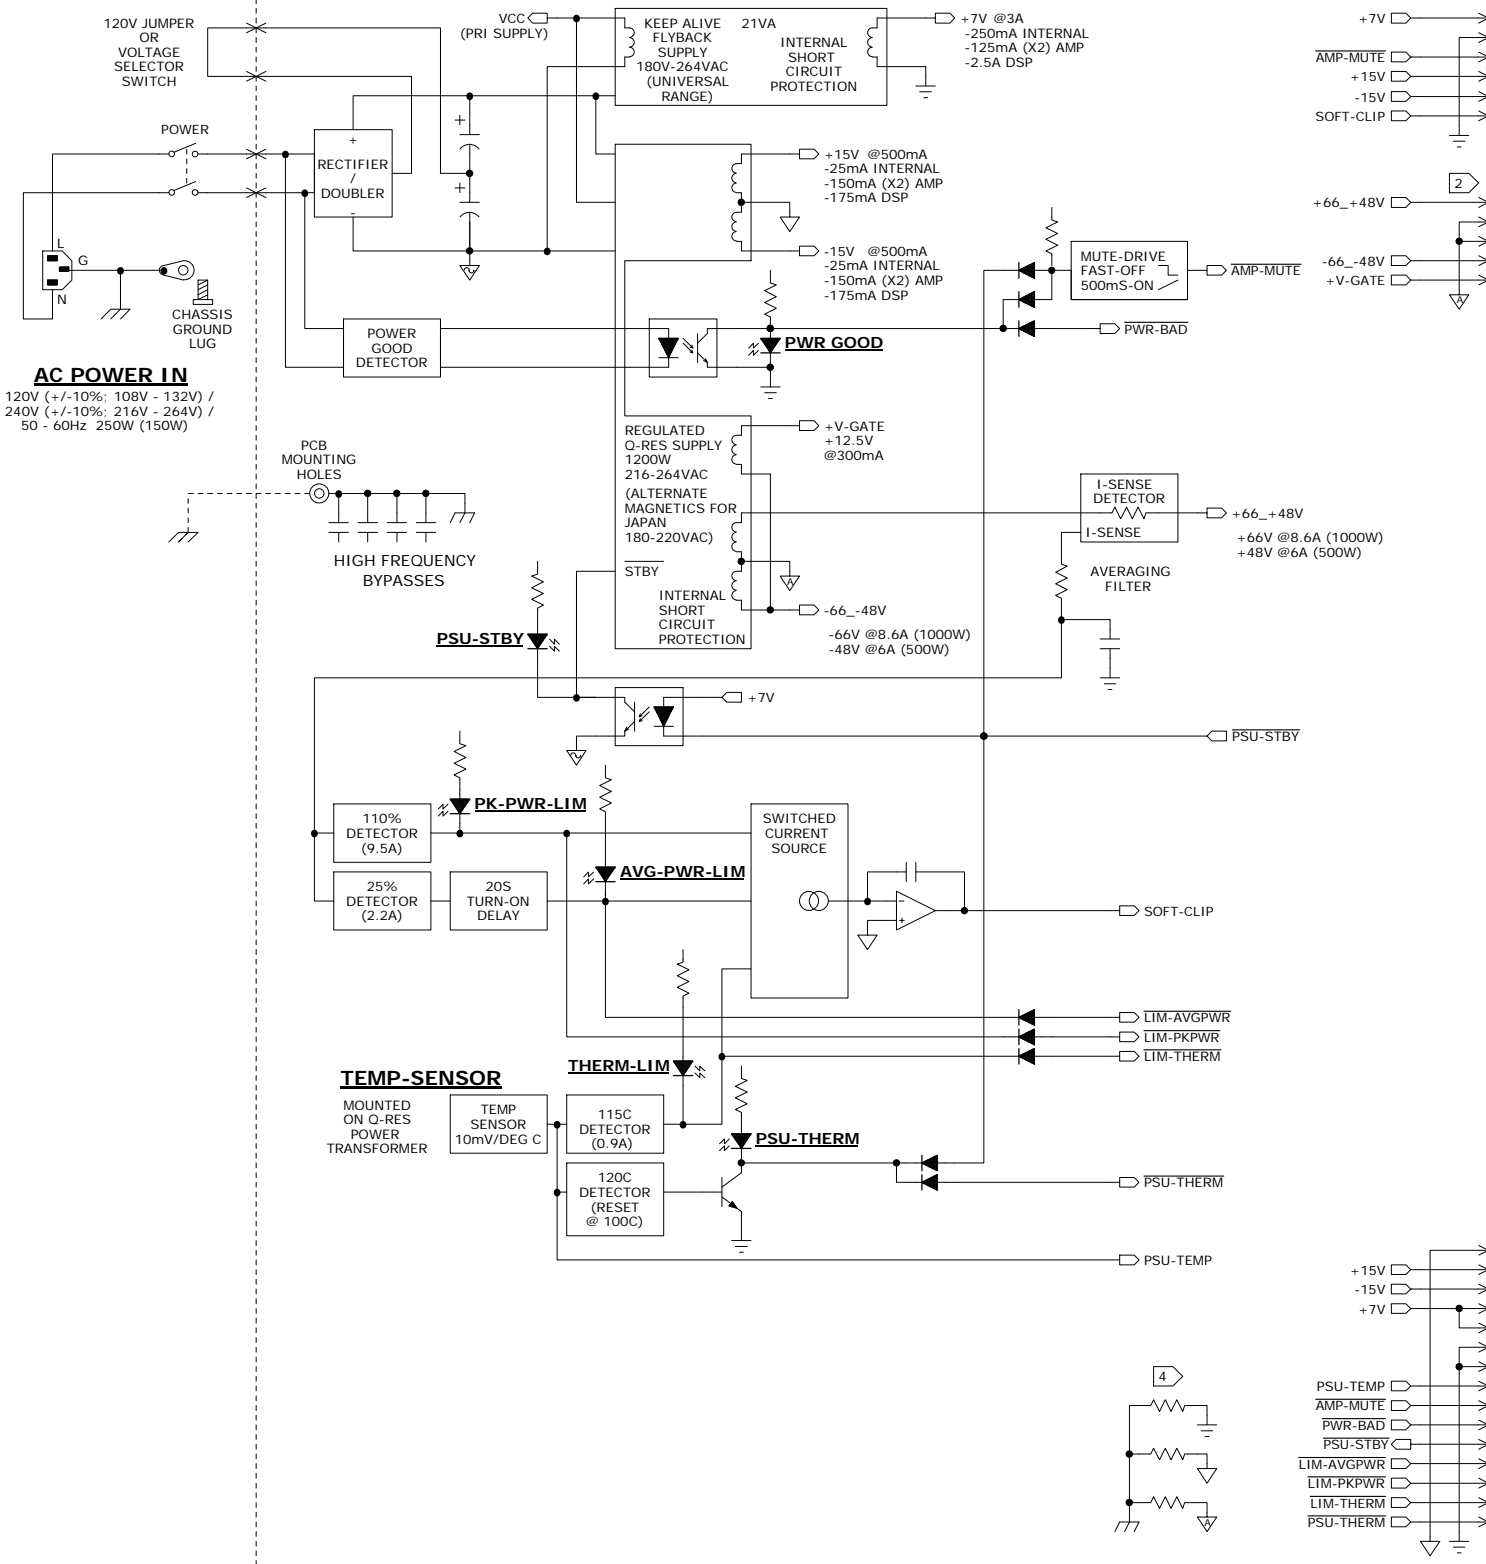 120V JUMPER
OR
VOLTAGE
SELECTOR
SWITCH
VCC
(PRI SUPPLY)
KEEP ALIVE
FLYBACK
SUPPLY
180V-264VAC
(UNIVERSAL
RANGE)
21VA
INTERNAL
SHORT
CIRCUIT
PROTECTION
+7V @3A
-250mA INTERNAL
-125mA (X2) AMP
-2.5A DSP
+7V
AMP-MUTE
+15V
-15V
SOFT-CLIP
POWER
+
RECTIFIER
/
DOUBLER
-
+
+
+15V @500mA
-25mA INTERNAL
-150mA (X2) AMP
-175mA DSP
-15V @500mA
-25mA INTERNAL
-150mA (X2) AMP
-175mA DSP
2
+66_+48V
-66_-48V
+V-GATE
A
L
G
N
CHASSIS
GROUND
LUG
MUTE-DRIVE
FAST-OFF
500mS-ON
AMP-MUTE
PWR-BAD
POWER
GOOD
DETECTOR
PWR GOOD
AC POWER IN
120V (+/-10%; 108V - 132V) /
240V (+/-10%; 216V - 264V) /
50 - 60Hz 250W (150W)
REGULATED
Q-RES SUPPLY
1200W
216-264VAC
(ALTERNATE
MAGNETICS FOR
JAPAN
180-220VAC)
STBY
INTERNAL
SHORT
CIRCUIT
PROTECTION
+V-GATE
+12.5V
@300mA
A
-66_-48V
-66V @8.6A (1000W)
-48V @6A (500W)
PCB
MOUNTING
HOLES
HIGH FREQUENCY
BYPASSES
I-SENSE
DETECTOR
I-SENSE
+66_+48V
+66V @8.6A (1000W)
+48V @6A (500W)
AVERAGING
FILTER
PSU-STBY
+7V
PSU-STBY
PK-PWR-LIM
110%
DETECTOR
(9.5A)
AVG-PWR-LIM
25%
DETECTOR
(2.2A)
20S
TURN-ON
DELAY
SWITCHED
CURRENT
SOURCE
-
+
SOFT-CLIP
LIM-AVGPWR
LIM-PKPWR
LIM-THERM
THERM-LIM
TEMP-SENSOR
MOUNTED
ON Q-RES
POWER
TRANSFORMER
TEMP
SENSOR
10mV/DEG C
115C
DETECTOR
(0.9A)
PSU-THERM
120C
DETECTOR
(RESET
@ 100C)
PSU-THERM
PSU-TEMP
+15V
-15V
+7V
4
A
PSU-TEMP
AMP-MUTE
PWR-BAD
PSU-STBY
LIM-AVGPWR
LIM-PKPWR
LIM-THERM
PSU-THERM